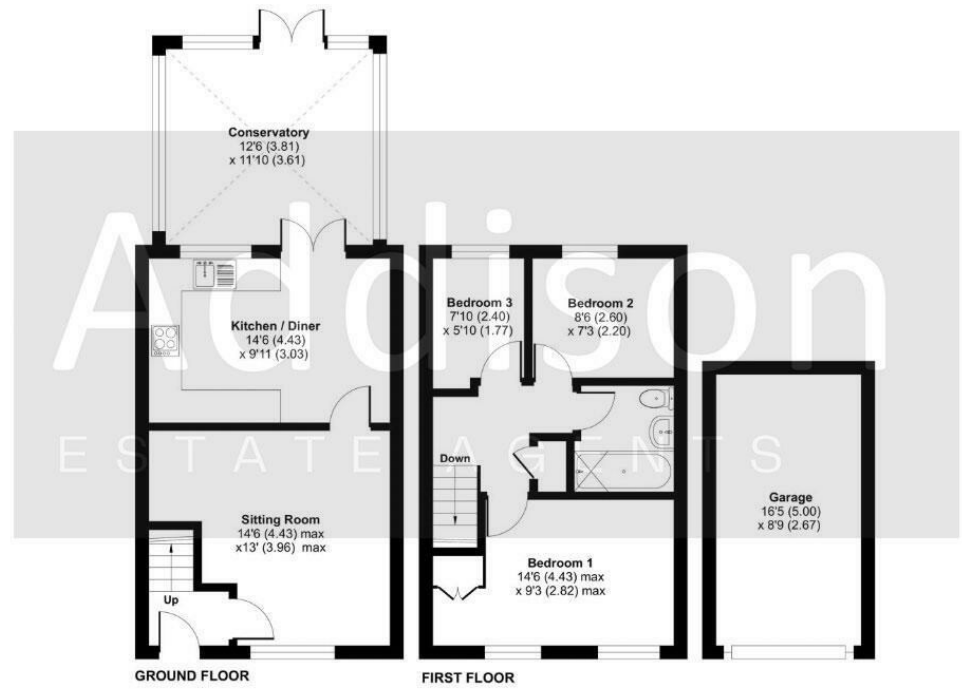 Conservatory
12'6 (3.81)
x 11'10 (3.61)
Addison
ESTATE AGENTS
Kitchen / Diner
14'6 (4.43)
x 9'11 (3.03)
Sitting Room
14'6 (4.43) max
x13' (3.96) max
Up
GROUND FLOOR
Bedroom 3
7'10 (2.40)
x 5'10 (1.77)
Bedroom 2
8'6 (2.60)
x 7'3 (2.20)
Down
Bedroom 1
14'6 (4.43) max
x 9'3 (2.82) max
FIRST FLOOR
Garage
16'5 (5.00)
x 8'9 (2.67)